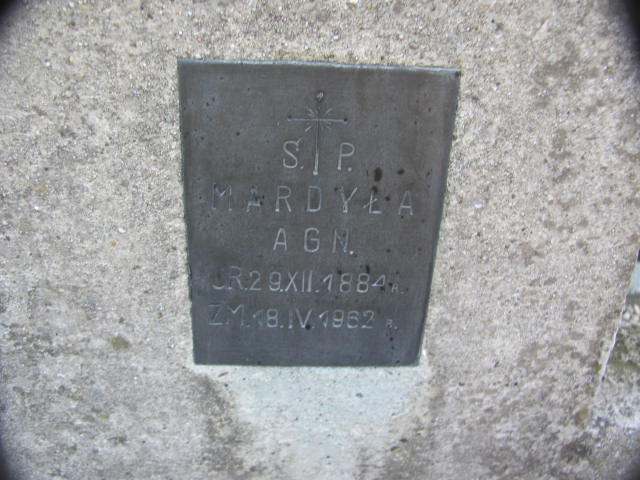 S. P.
MARDYŁA
AGN.
UR.29.XII.1884 R.
ZM.18.IV.1962 R.